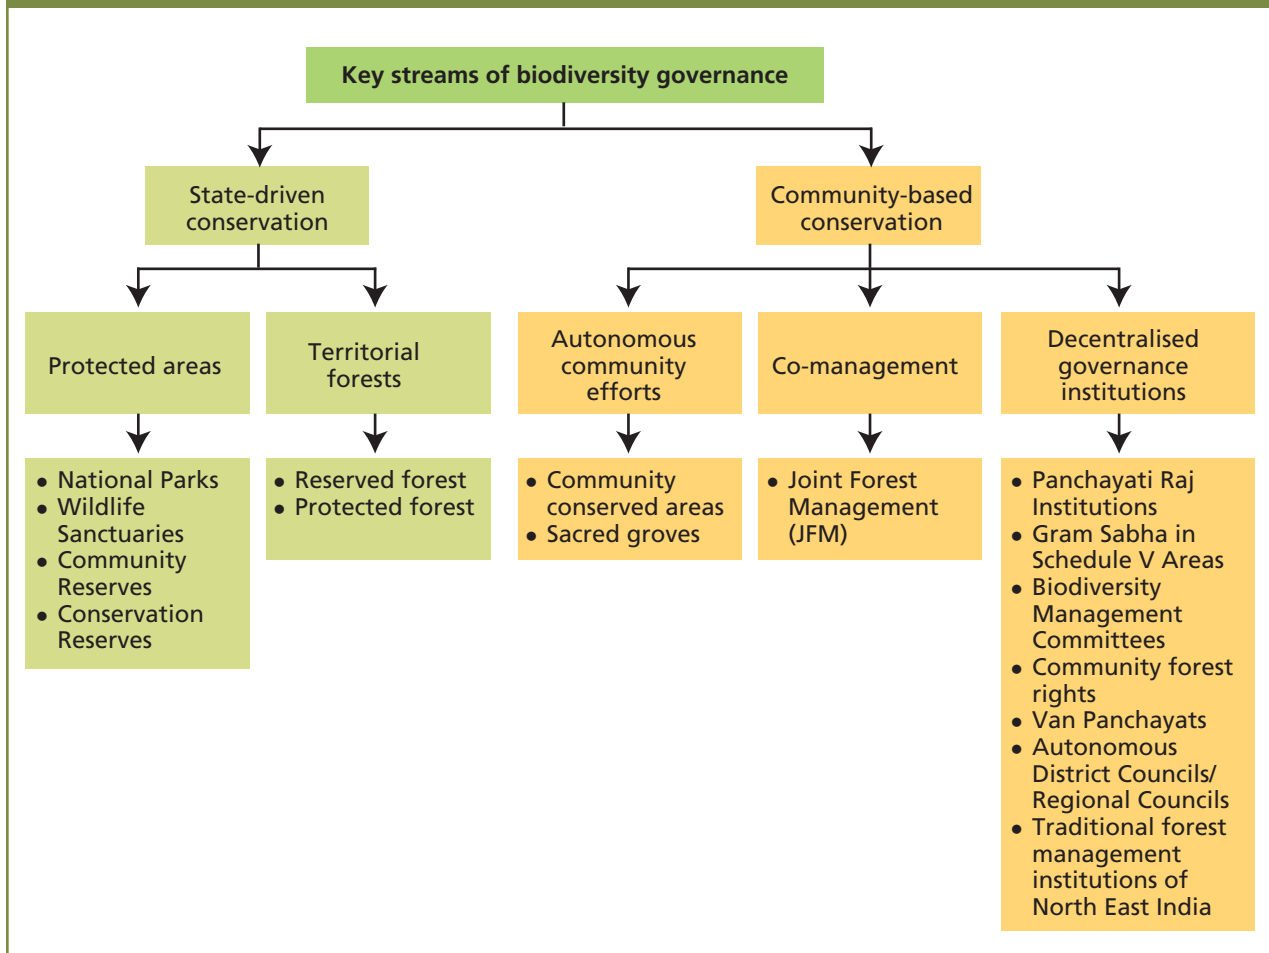 Key streams of biodiversity governance
State-driven
conservation
Community-based
conservation
Protected areas
Territorial
forests
Autonomous
community
efforts
Co-management
Decentralised
governance
institutions
• National Parks
• Wildlife
Sanctuaries
• Community
Reserves
• Conservation
Reserves
• Reserved forest
• Protected forest
• Community
conserved areas
• Sacred groves
• Joint Forest
Management
(JFM)
• Panchayati Raj
Institutions
• Gram Sabha in
Schedule V Areas
• Biodiversity
Management
Committees
• Community forest
rights
• Van Panchayats
• Autonomous
District Councils/
Regional Councils
• Traditional forest
management
institutions of
North East India